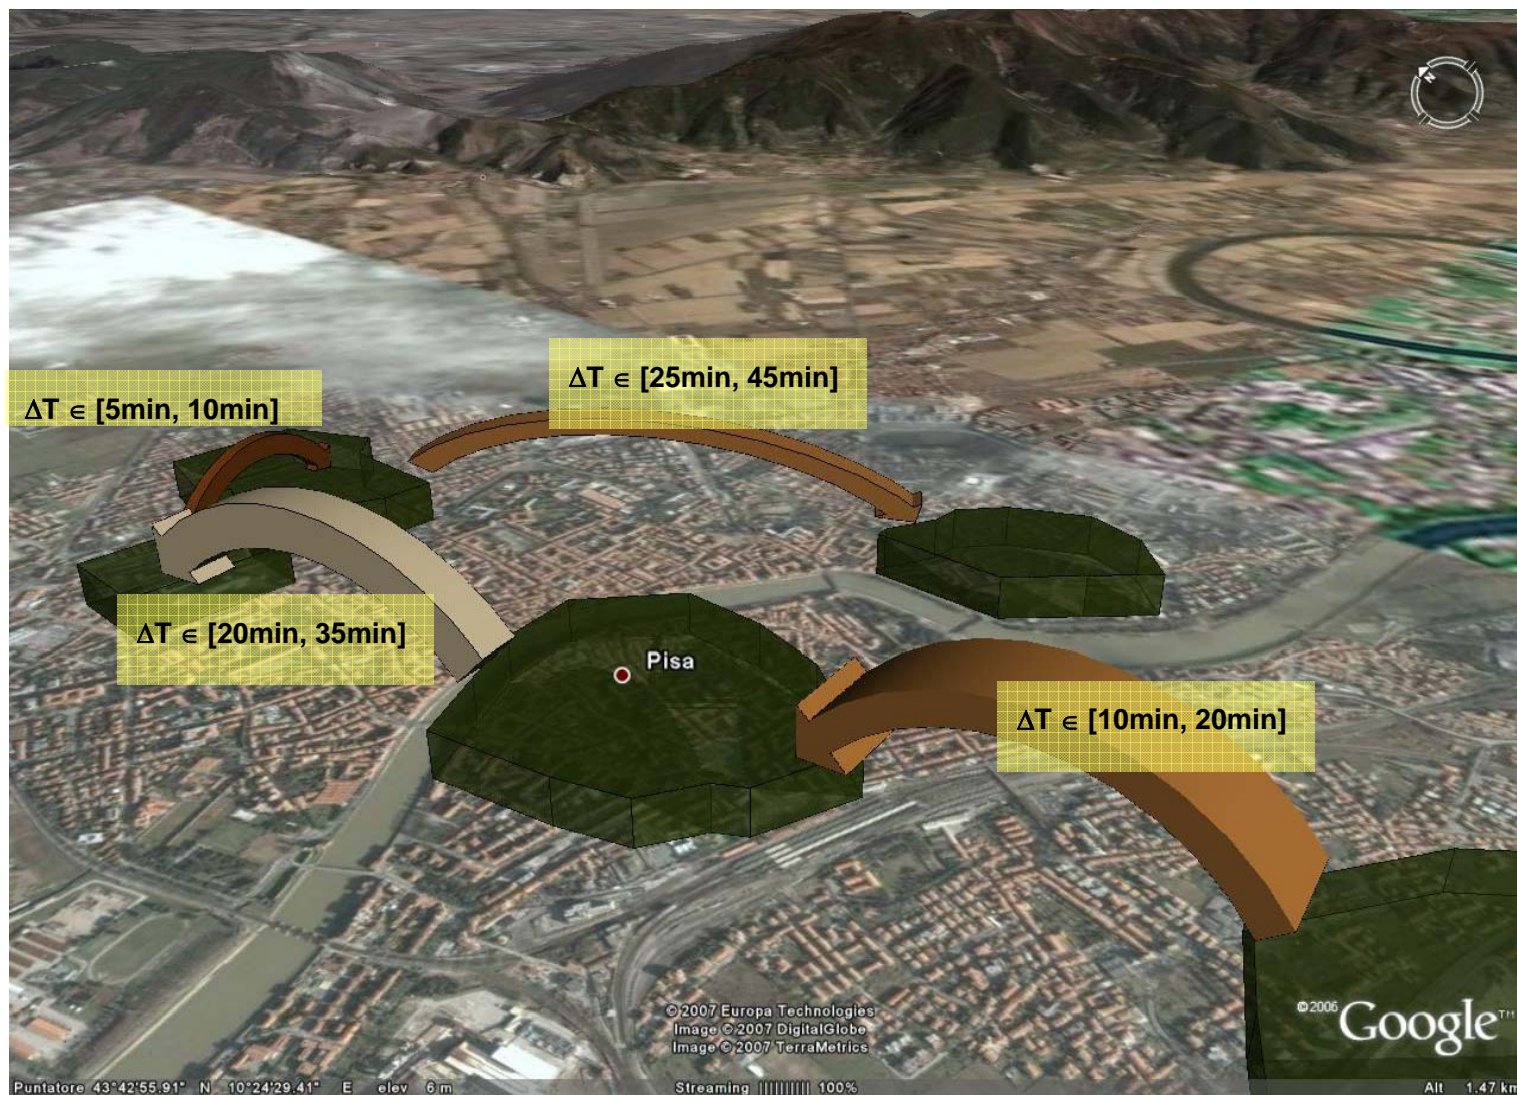 N
ΔT ∈ [25min, 45min]
ΔT ∈ [5min, 10min]
ΔT ∈ [20min, 35min]
Pisa
ΔT ∈ [10min, 20min]
© 2007 Europa Technologies
Image © 2007 DigitalGlobe
Image © 2007 TerraMetrics
©2006 Google™
Puntatore 43°42'55.91" N 10°24'29.41" E elev 6 m Streaming |||||||||| 100% Alt 1.47 km